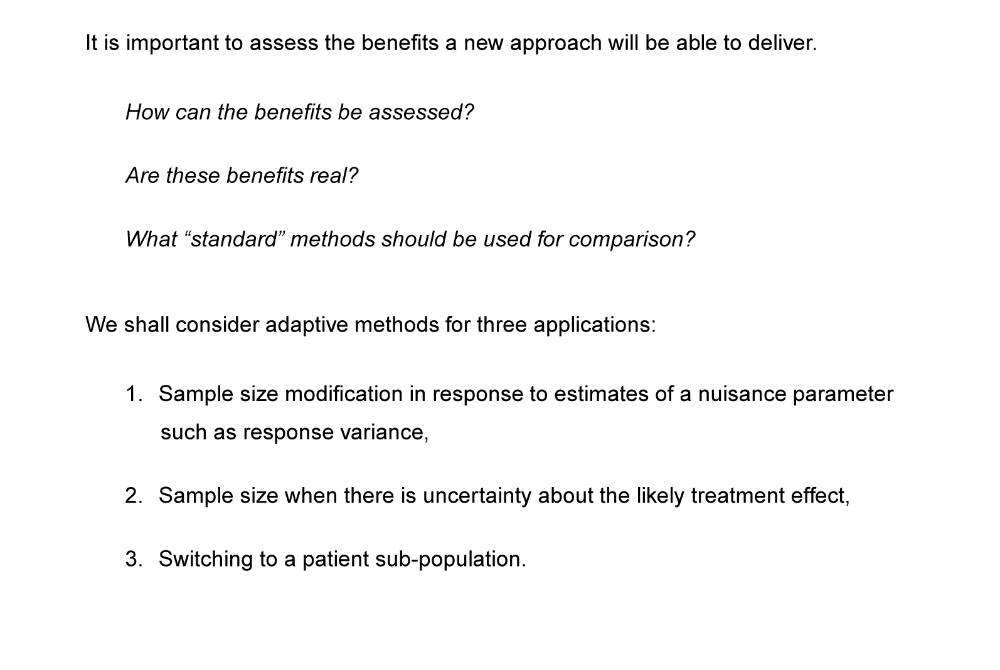 It is important to assess the benefits a new approach will be able to deliver.
How can the benefits be assessed?
Are these benefits real?
What “standard” methods should be used for comparison?
We shall consider adaptive methods for three applications:
1. Sample size modification in response to estimates of a nuisance parameter
such as response variance,
2. Sample size when there is uncertainty about the likely treatment effect,
3. Switching to a patient sub-population.